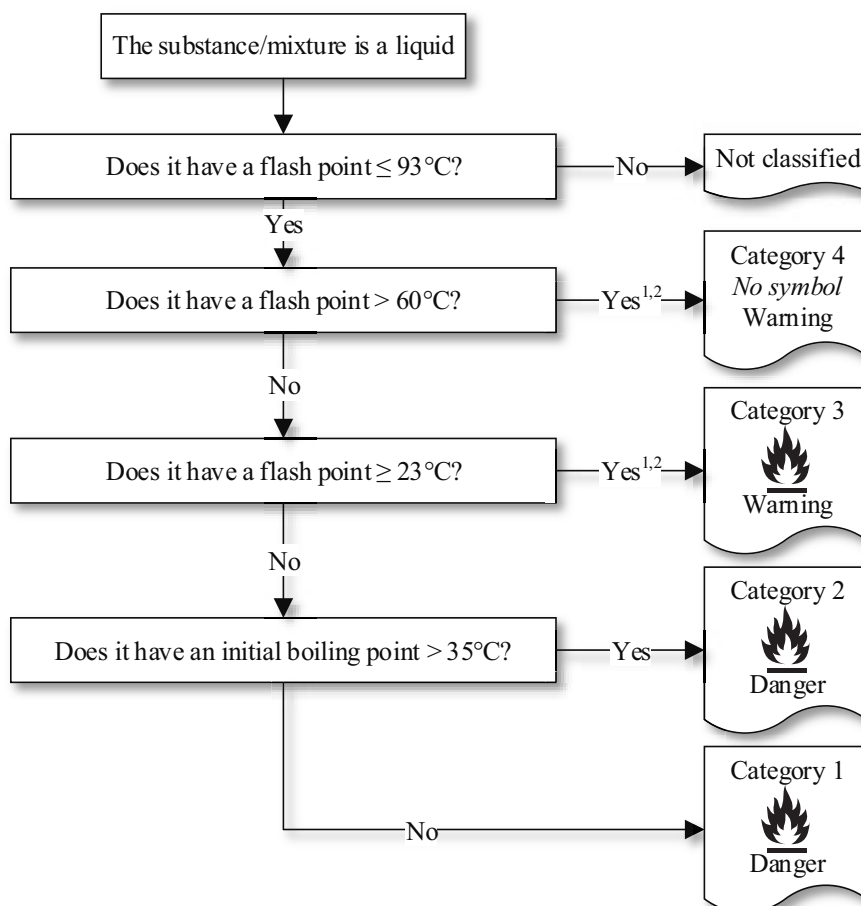 The substance/mixture is a liquid
Does it have a flash point ≤ 93°C?
No
Not classified
Yes
Does it have a flash point > 60°C?
Yes1,2
Category 4
No symbol
Warning
No
Does it have a flash point ≥ 23°C?
Yes1,2
Category 3
Warning
No
Does it have an initial boiling point > 35°C?
Yes
Category 2
Danger
No
Category 1
Danger